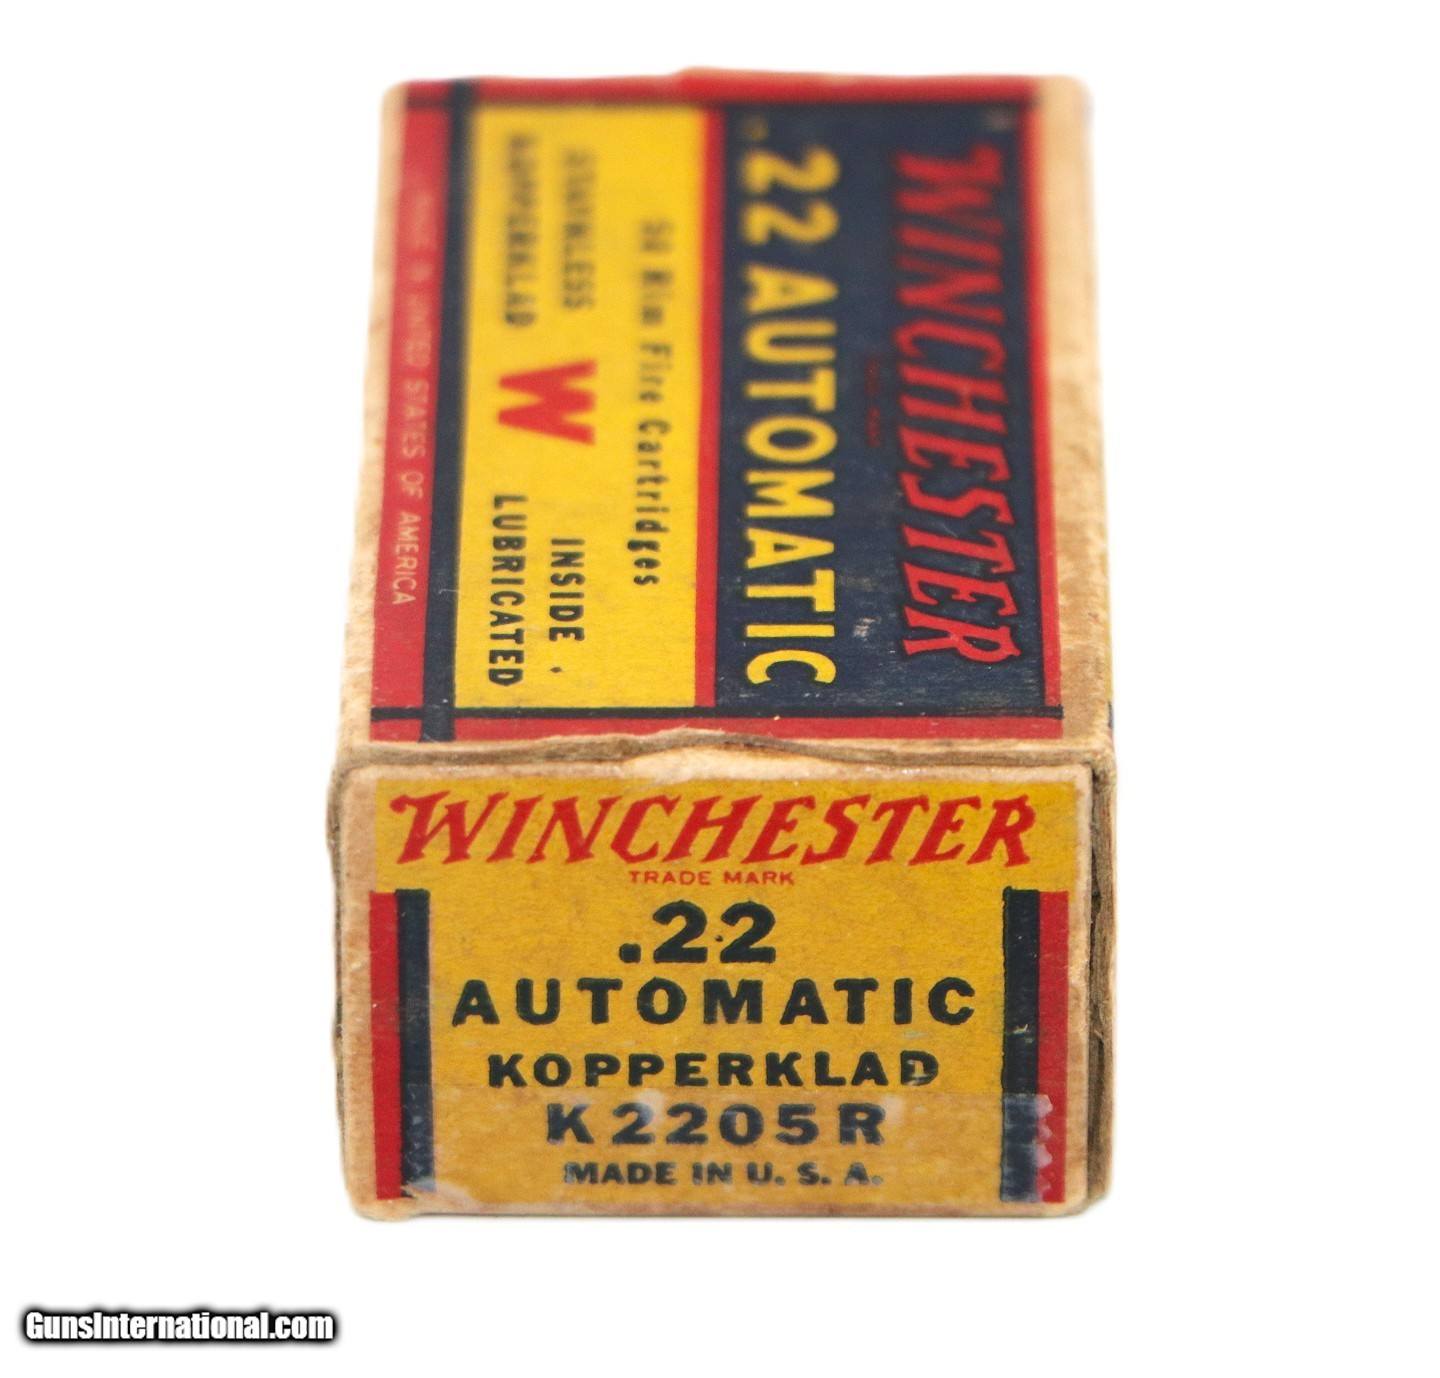 WINCHESTER
.22 AUTOMATIC
50 Rim Fire Cartridges
STAYNLESS
KOPPERKLAD
W
INSIDE
LUBRICATED
MADE IN UNITED STATES OF AMERICA
WINCHESTER
TRADE MARK
.22
AUTOMATIC
KOPPERKLAD
K2205R
MADE IN U. S. A.
GunsInternational.com